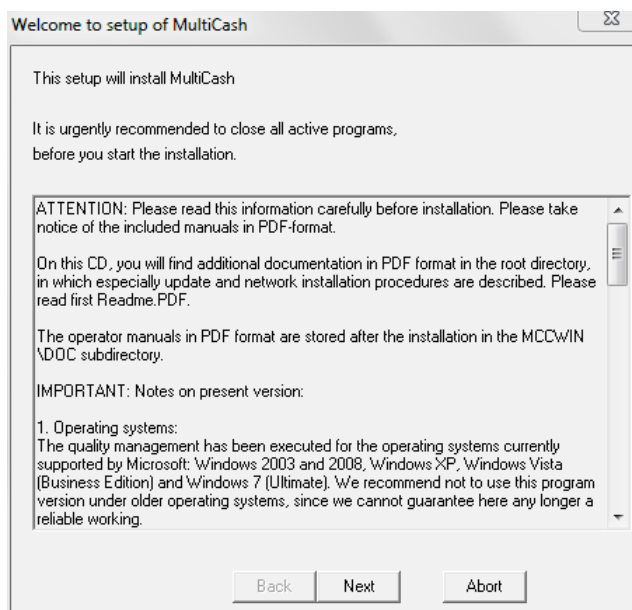 Welcome to setup of MultiCash
This setup will install MultiCash
It is urgently recommended to close all active programs,
before you start the installation.
ATTENTION: Please read this information carefully before installation. Please take
notice of the included manuals in PDF-format.
On this CD, you will find additional documentation in PDF format in the root directory,
in which especially update and network installation procedures are described. Please
read first Readme.PDF.
The operator manuals in PDF format are stored after the installation in the MCCWIN
\DOC subdirectory.
IMPORTANT: Notes on present version:
1. Operating systems:
The quality management has been executed for the operating systems currently
supported by Microsoft: Windows 2003 and 2008, Windows XP, Windows Vista
(Business Edition) and Windows 7 (Ultimate). We recommend not to use this program
version under older operating systems, since we cannot guarantee here any longer a
reliable working.
Back Next Abort